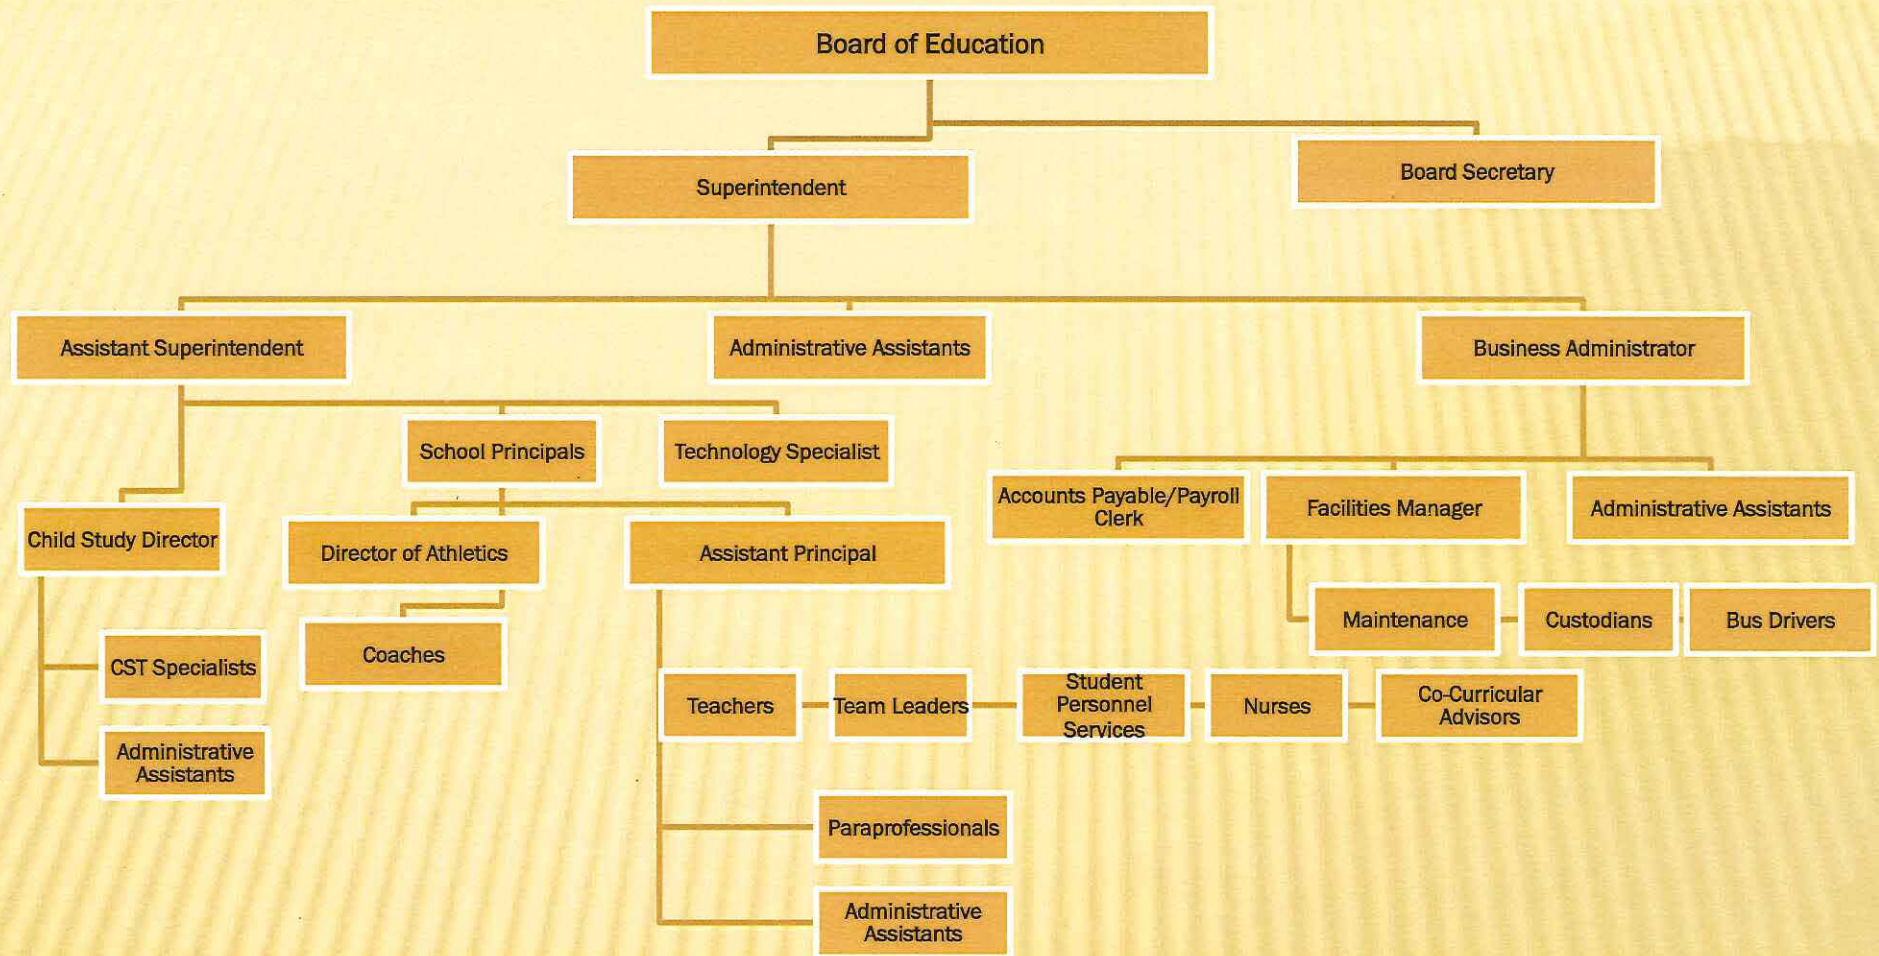 Board of Education
Superintendent
Board Secretary
Assistant Superintendent
Administrative Assistants
Business Administrator
School Principals
Technology Specialist
Accounts Payable/Payroll
Clerk
Facilities Manager
Administrative Assistants
Child Study Director
Director of Athletics
Assistant Principal
Maintenance
Custodians
Bus Drivers
CST Specialists
Coaches
Teachers
Team Leaders
Student
Personnel
Services
Nurses
Co-Curricular
Advisors
Administrative
Assistants
Paraprofessionals
Administrative
Assistants